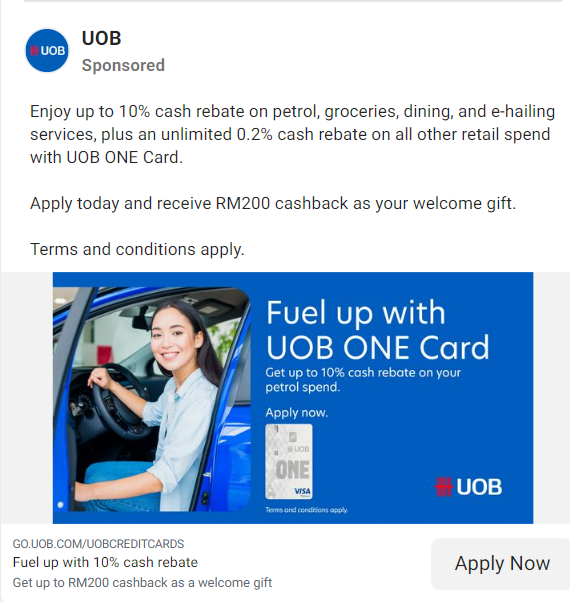 UOB
UOB
Sponsored
Enjoy up to 10% cash rebate on petrol, groceries, dining, and e-hailing
services, plus an unlimited 0.2% cash rebate on all other retail spend
with UOB ONE Card.
Apply today and receive RM200 cashback as your welcome gift.
Terms and conditions apply.
Fuel up with
UOB ONE Card
Get up to 10% cash rebate on your
petrol spend.
Apply now.
UOB
ONE
VISA
UOB
Terms and conditions apply.
GO.UOB.COM/UOBCREDITCARDS
Fuel up with 10% cash rebate
Get up to RM200 cashback as a welcome gift
Apply Now